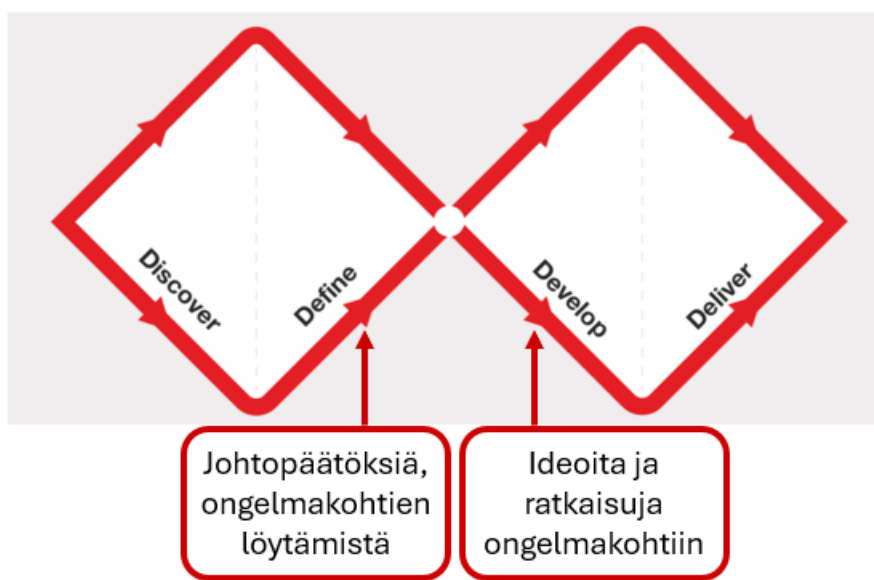 Discover
Define
Develop
Deliver
Johtopäätöksiä,
ongelmakohtien
löytämistä
Ideoita ja
ratkaisuja
ongelmakohtiin